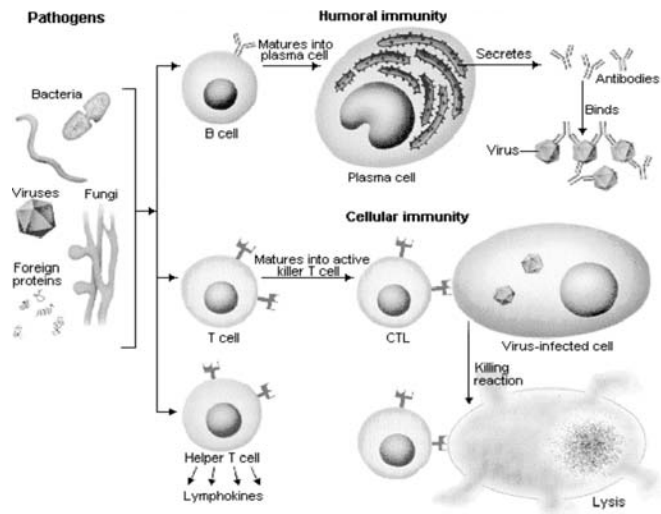 Pathogens
Humoral immunity
Matures into
plasma cell
Secretes
Antibodies
Bacteria
B cell
Binds
Virus
Plasma cell
Viruses
Fungi
Cellular immunity
Matures into active
killer T cell
Foreign
proteins
T cell
CTL
Virus-infected cell
Killing
reaction
Helper T cell
Lymphokines
Lysis